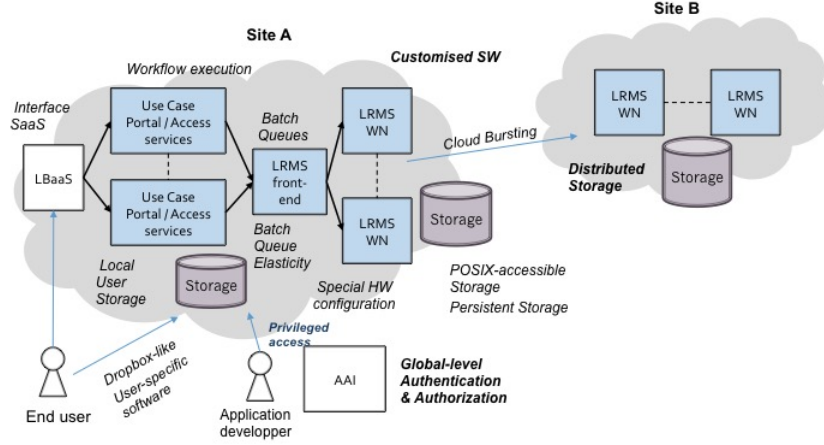 Site B
Site A
Customised SW
Workflow execution
Interface
SaaS
Use Case
Portal / Access
services
Batch
Queues
LRMS
WN
LRMS
WN
LRMS
WN
Cloud Bursting
LBaaS
LRMS
front-
end
Distributed
Storage
Storage
Use Case
Portal /Access
services
Storage
LRMS
WN
Batch
Queue
Elasticity
Local
User
Storage
Storage
Special HW
configuration
POSIX-accessible
Storage
Persistent Storage
Privileged
access
Dropbox-like
User-specific
software
AAI
Global-level
Authentication
& Authorization
End user
Application
developper